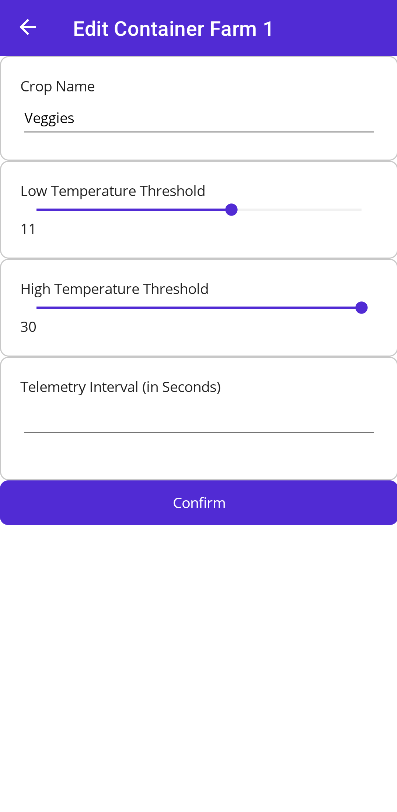 Edit Container Farm 1
Crop Name
Veggies
Low Temperature Threshold
11
High Temperature Threshold
30
Telemetry Interval (in Seconds)
Confirm